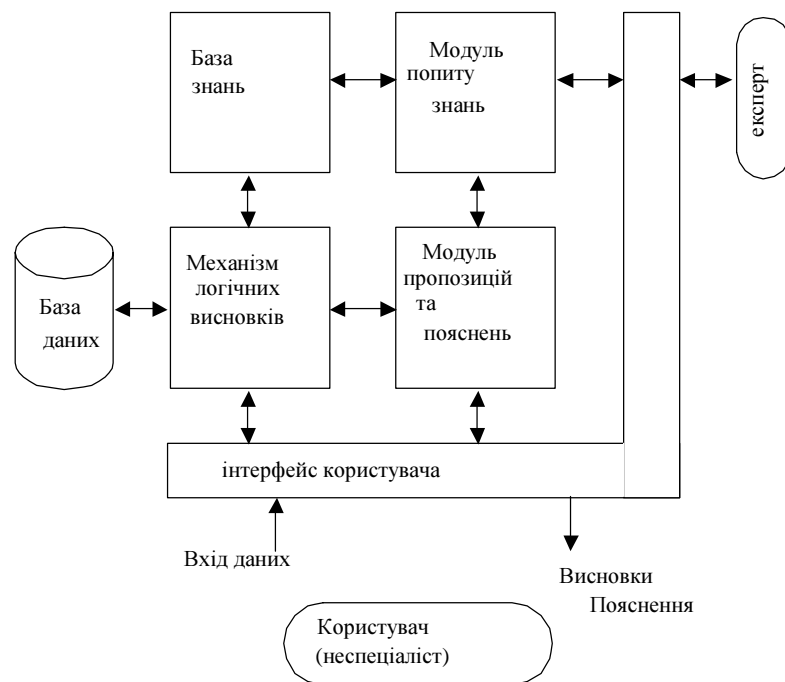 База
знань
Модуль
попиту
знань
експерт
База
даних
Механізм
логічних
висновків
Модуль
пропозицій
та
пояснень
інтерфейс користувача
Вхід даних
Висновки
Пояснення
Користувач
(неспеціаліст)